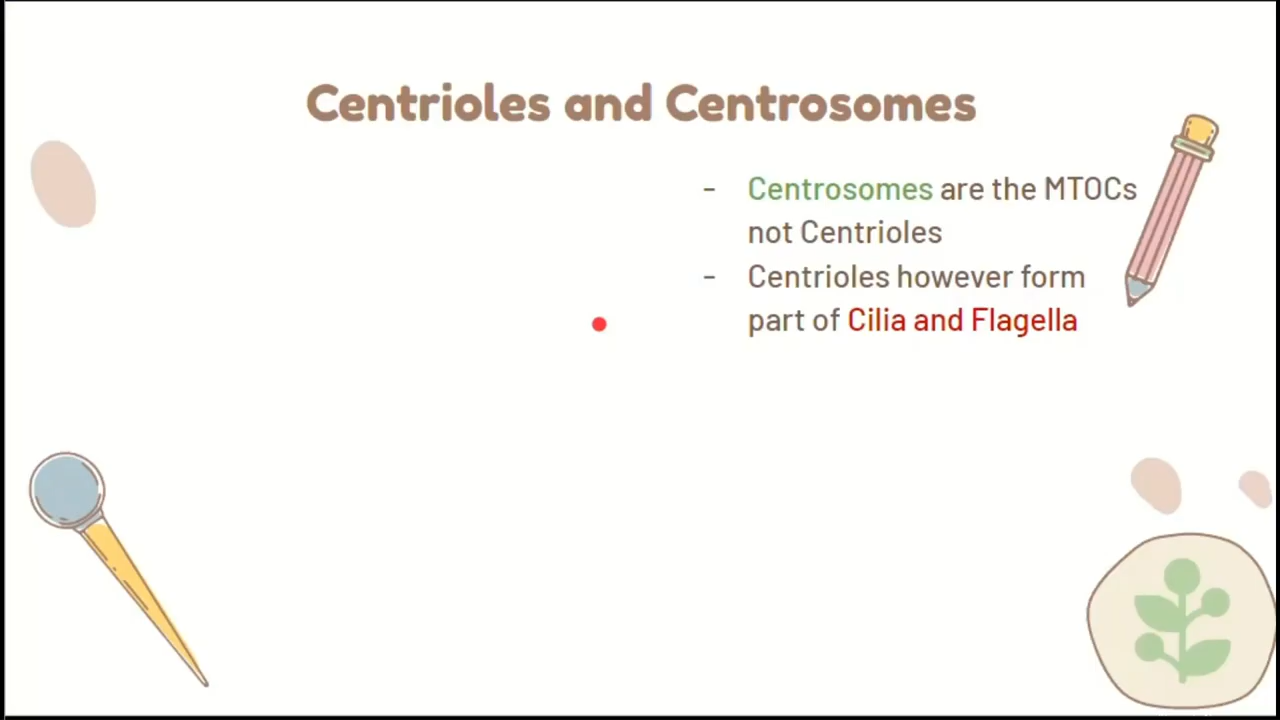 Centrioles and Centrosomes
- Centrosomes are the MTOCs
not Centrioles
- Centrioles however form
part of Cilia and Flagella